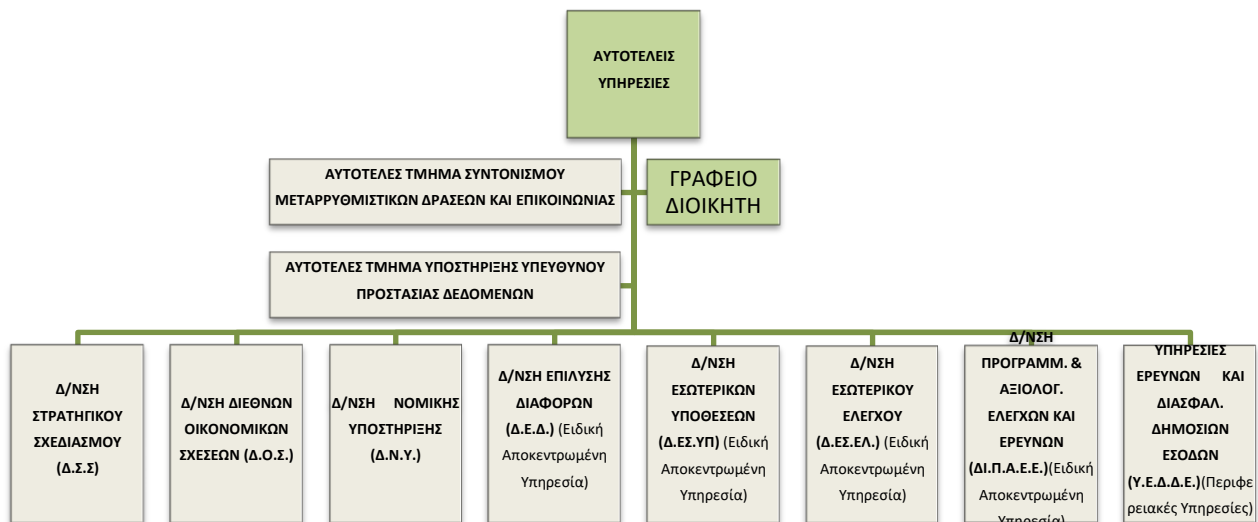 ΑΥΤΟΤΕΛΕΙΣ
ΥΠΗΡΕΣΙΕΣ
ΑΥΤΟΤΕΛΕΣ ΤΜΗΜΑ ΣΥΝΤΟΝΙΣΜΟΥ
ΜΕΤΑΡΡΥΘΜΙΣΤΙΚΩΝ ΔΡΑΣΕΩΝ ΚΑΙ ΕΠΙΚΟΙΝΩΝΙΑΣ
ΓΡΑΦΕΙΟ
ΔΙΟΙΚΗΤΗ
ΑΥΤΟΤΕΛΕΣ ΤΜΗΜΑ ΥΠΟΣΤΗΡΙΞΗΣ ΥΠΕΥΘΥΝΟΥ
ΠΡΟΣΤΑΣΙΑΣ ΔΕΔΟΜΕΝΩΝ
Δ/ΝΣΗ
ΣΤΡΑΤΗΓΙΚΟΥ
ΣΧΕΔΙΑΣΜΟΥ
(Δ.Σ.Σ)
Δ/ΝΣΗ ΔΙΕΘΝΩΝ
ΟΙΚΟΝΟΜΙΚΩΝ
ΣΧΕΣΕΩΝ (Δ.Ο.Σ.)
Δ/ΝΣΗ ΝΟΜΙΚΗΣ
ΥΠΟΣΤΗΡΙΞΗΣ
(Δ.Ν.Υ.)
Δ/ΝΣΗ ΕΠΙΛΥΣΗΣ
ΔΙΑΦΟΡΩΝ
(Δ.Ε.Δ.) (Ειδική
Αποκεντρωμένη
Υπηρεσία)
Δ/ΝΣΗ
ΕΣΩΤΕΡΙΚΩΝ
ΥΠΟΘΕΣΕΩΝ
(Δ.ΕΣ.ΥΠ) (Ειδική
Αποκεντρωμένη
Υπηρεσία)
Δ/ΝΣΗ
ΕΣΩΤΕΡΙΚΟΥ
ΕΛΕΓΧΟΥ
(Δ.ΕΣ.ΕΛ.) (Ειδική
Αποκεντρωμένη
Υπηρεσία)
Δ/ΝΣΗ
ΠΡΟΓΡΑΜΜ. &
ΑΞΙΟΛΟΓ.
ΕΛΕΓΧΩΝ ΚΑΙ
ΕΡΕΥΝΩΝ
(ΔΙ.Π.Α.Ε.Ε.)(Ειδική
Αποκεντρωμένη
Υπηρεσία)
ΥΠΗΡΕΣΙΕΣ
ΕΡΕΥΝΩΝ ΚΑΙ
ΔΙΑΣΦΑΛ.
ΔΗΜΟΣΙΩΝ
ΕΣΟΔΩΝ
(Υ.Ε.Δ.Δ.Ε.)(Περιφε
ρειακές Υπηρεσίες)